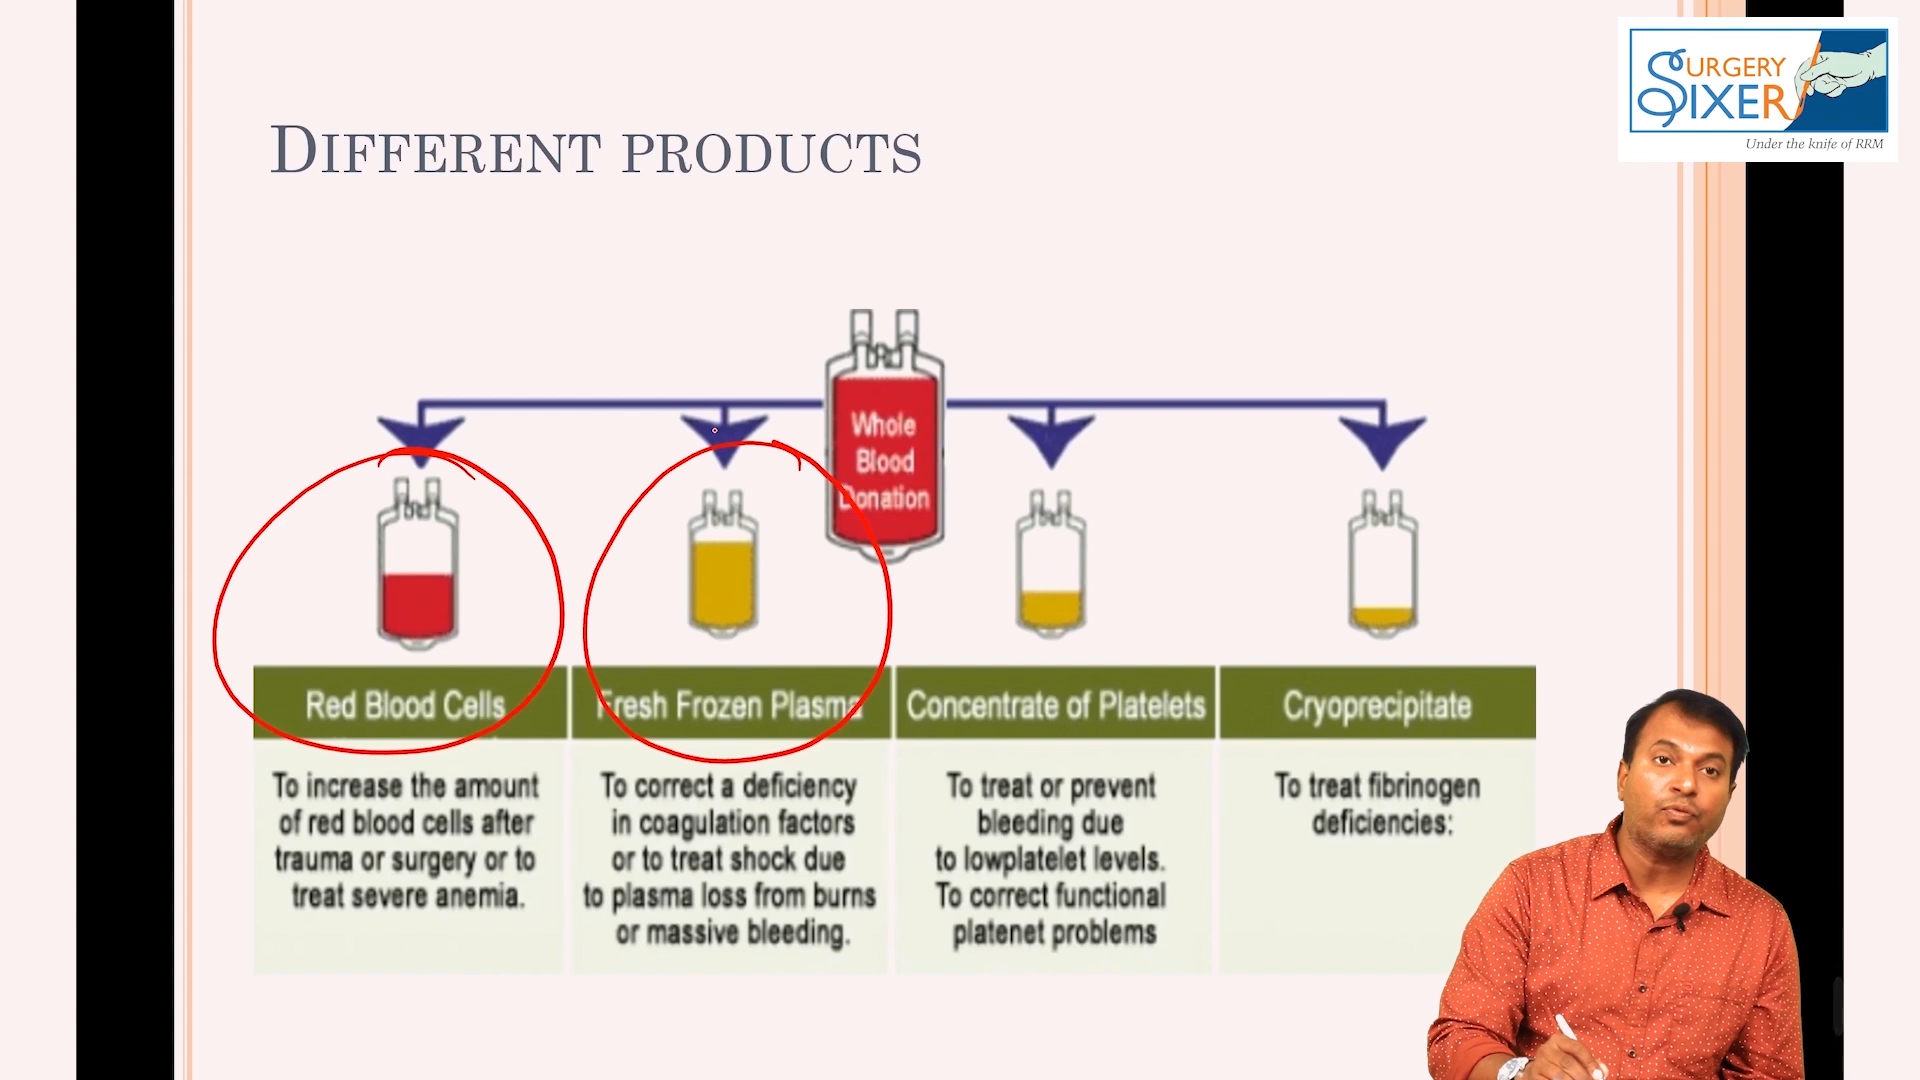 SURGERY
SIXER
Under the knife of RRM
DIFFERENT PRODUCTS
Whole
Blood
Donation
Red Blood Cells
Fresh Frozen Plasma
Concentrate of Platelets
Cryoprecipitate
To increase the amount
of red blood cells after
trauma or surgery or to
treat severe anemia.
To correct a deficiency
in coagulation factors
or to treat shock due
to plasma loss from burns
or massive bleeding.
To treat or prevent
bleeding due
to lowplatelet levels.
To correct functional
platenet problems
To treat fibrinogen
deficiencies: